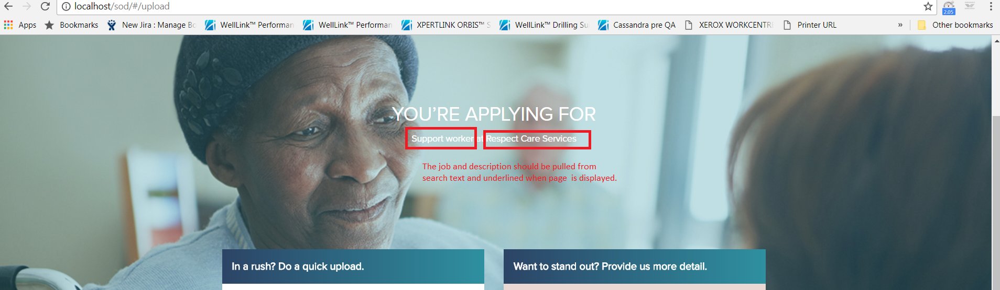 localhost/sod/#/upload
2.05
Apps Bookmarks New Jira : Manage Bo WellLink™ Performan WellLink™ Performan XPERTLINK ORBIS™ S WellLink™ Drilling Su Cassandra pre QA XEROX WORKCENTRE Printer URL » Other bookmarks
YOU’RE APPLYING FOR
Support worker at Respect Care Services
The job and description should be pulled from
search text and underlined when page is displayed.
In a rush? Do a quick upload.
Want to stand out? Provide us more detail.